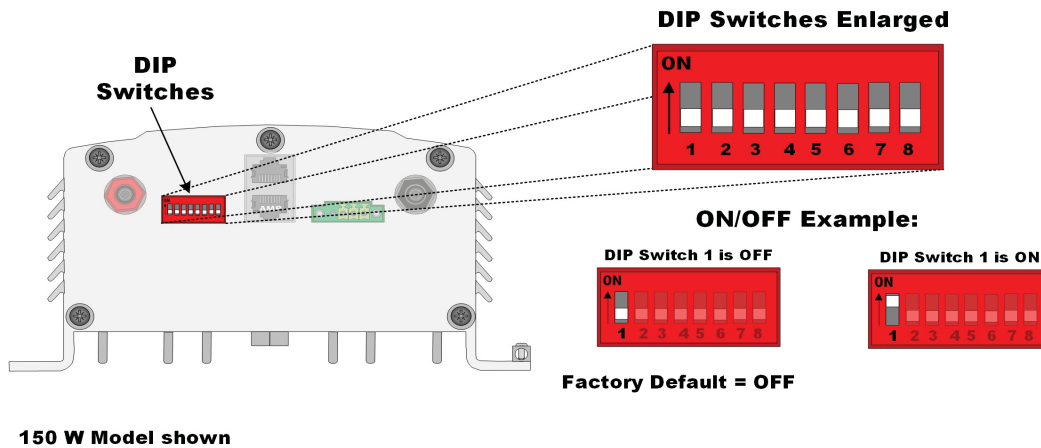 DIP Switches Enlarged
DIP
Switches
ON
1 2 3 4 5 6 7 8
ON
AMP
ON/OFF Example:
DIP Switch 1 is OFF
ON
1 2 3 4 5 6 7 8
DIP Switch 1 is ON
ON
1 2 3 4 5 6 7 8
Factory Default = OFF
150 W Model shown